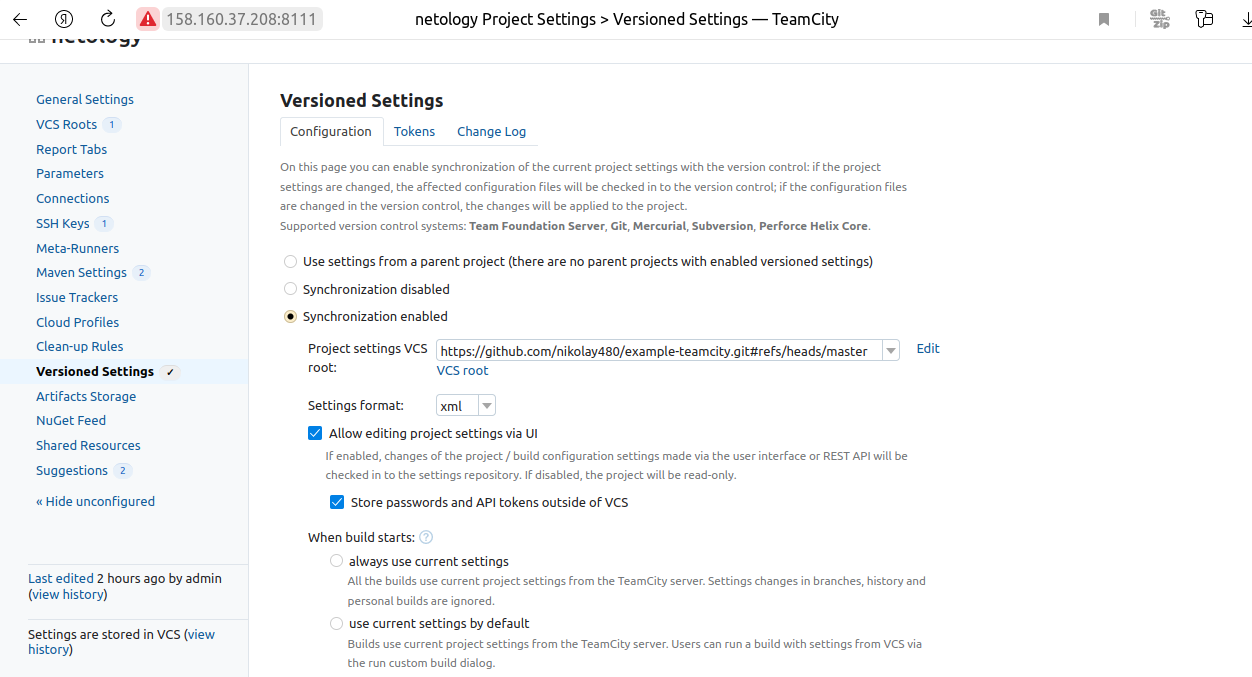 158.160.37.208:8111
netology Project Settings > Versioned Settings — TeamCity
Git
Zip
netology
General Settings
VCS Roots 1
Report Tabs
Parameters
Connections
SSH Keys 1
Meta-Runners
Maven Settings 2
Issue Trackers
Cloud Profiles
Clean-up Rules
Versioned Settings ✓
Artifacts Storage
NuGet Feed
Shared Resources
Suggestions 2
« Hide unconfigured
Last edited 2 hours ago by admin
(view history)
Settings are stored in VCS (view
history)
Versioned Settings
Configuration Tokens Change Log
On this page you can enable synchronization of the current project settings with the version control: if the project
settings are changed, the affected configuration files will be checked in to the version control; if the configuration files
are changed in the version control, the changes will be applied to the project.
Supported version control systems: Team Foundation Server, Git, Mercurial, Subversion, Perforce Helix Core.
Use settings from a parent project (there are no parent projects with enabled versioned settings)
Synchronization disabled
Synchronization enabled
Project settings VCS
root:
https://github.com/nikolay480/example-teamcity.git#refs/heads/master
Edit
VCS root
Settings format: xml
Allow editing project settings via UI
If enabled, changes of the project / build configuration settings made via the user interface or REST API will be
checked in to the settings repository. If disabled, the project will be read-only.
Store passwords and API tokens outside of VCS
When build starts: ?
always use current settings
All the builds use current project settings from the TeamCity server. Settings changes in branches, history and
personal builds are ignored.
use current settings by default
Builds use current project settings from the TeamCity server. Users can run a build with settings from VCS via
the run custom build dialog.